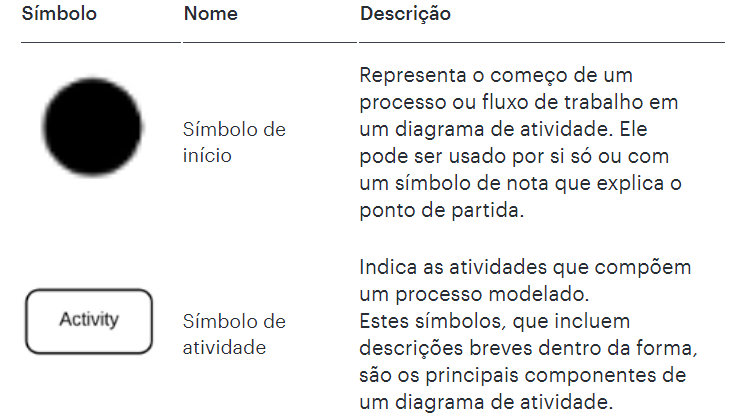 Símbolo Nome Descrição
Representa o começo de um
processo ou fluxo de trabalho em
um diagrama de atividade. Ele
pode ser usado por si só ou com
um símbolo de nota que explica o
ponto de partida.
Símbolo de
início
Indica as atividades que compõem
um processo modelado.
Estes símbolos, que incluem
descrições breves dentro da forma,
são os principais componentes de
um diagrama de atividade.
Activity
Símbolo de
atividade